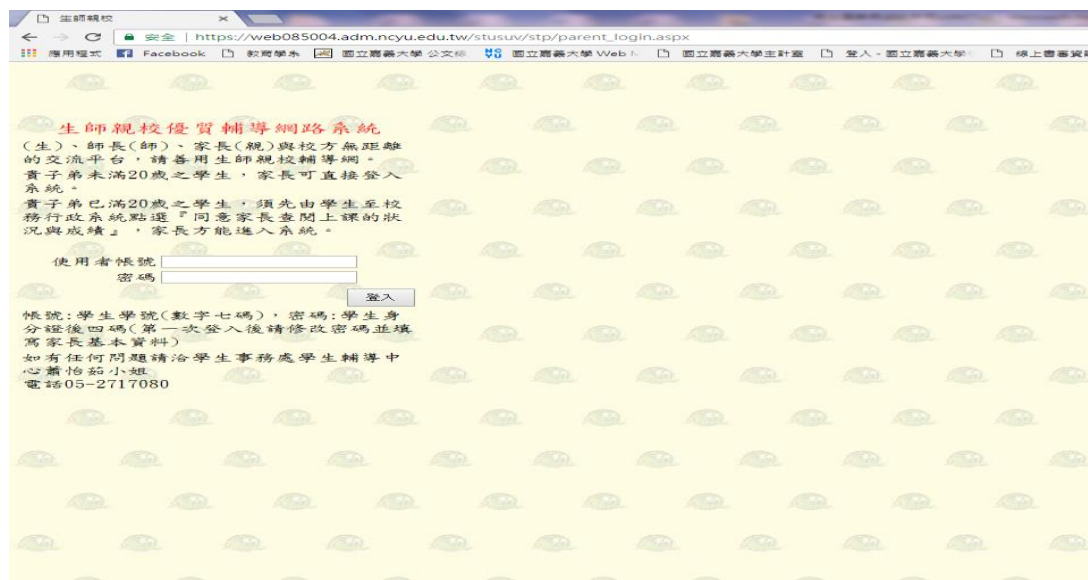 生師親校
安全 | https://web085004.adm.ncyu.edu.tw/stusuv/stp/parent_login.aspx
應用程式 Facebook 教育學系 國立嘉義大學 公文 國立嘉義大學 Web 國立嘉義大學主計室 登入 - 國立嘉義大學 線上書審資
生師親校優質輔導網路系統
(生)、師長(師)、家長(親)與校方無距離
的交流平台,請善用生師親校輔導網。
貴子弟未滿20歲之學生,家長可直接登入
系統。
貴子弟已滿20歲之學生,須先由學生至校
務行政系統點選『同意家長查閱上課的狀
況與成績』,家長方能進入系統。
使用者帳號
密碼
登入
帳號:學生學號(數字七碼),密碼:學生身
分證後四碼(第一次登入後請修改密碼並填
寫家長基本資料)
如有任何問題請洽學生事務處學生輔導中
心蕭怡茹小姐
電話05-2717080